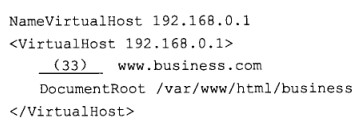 NameVirtualHost 192.168.0.1
<VirtualHost 192.168.0.1>
(33) www.business.com
DocumentRoot /var/www/html/business
</VirtualHost>